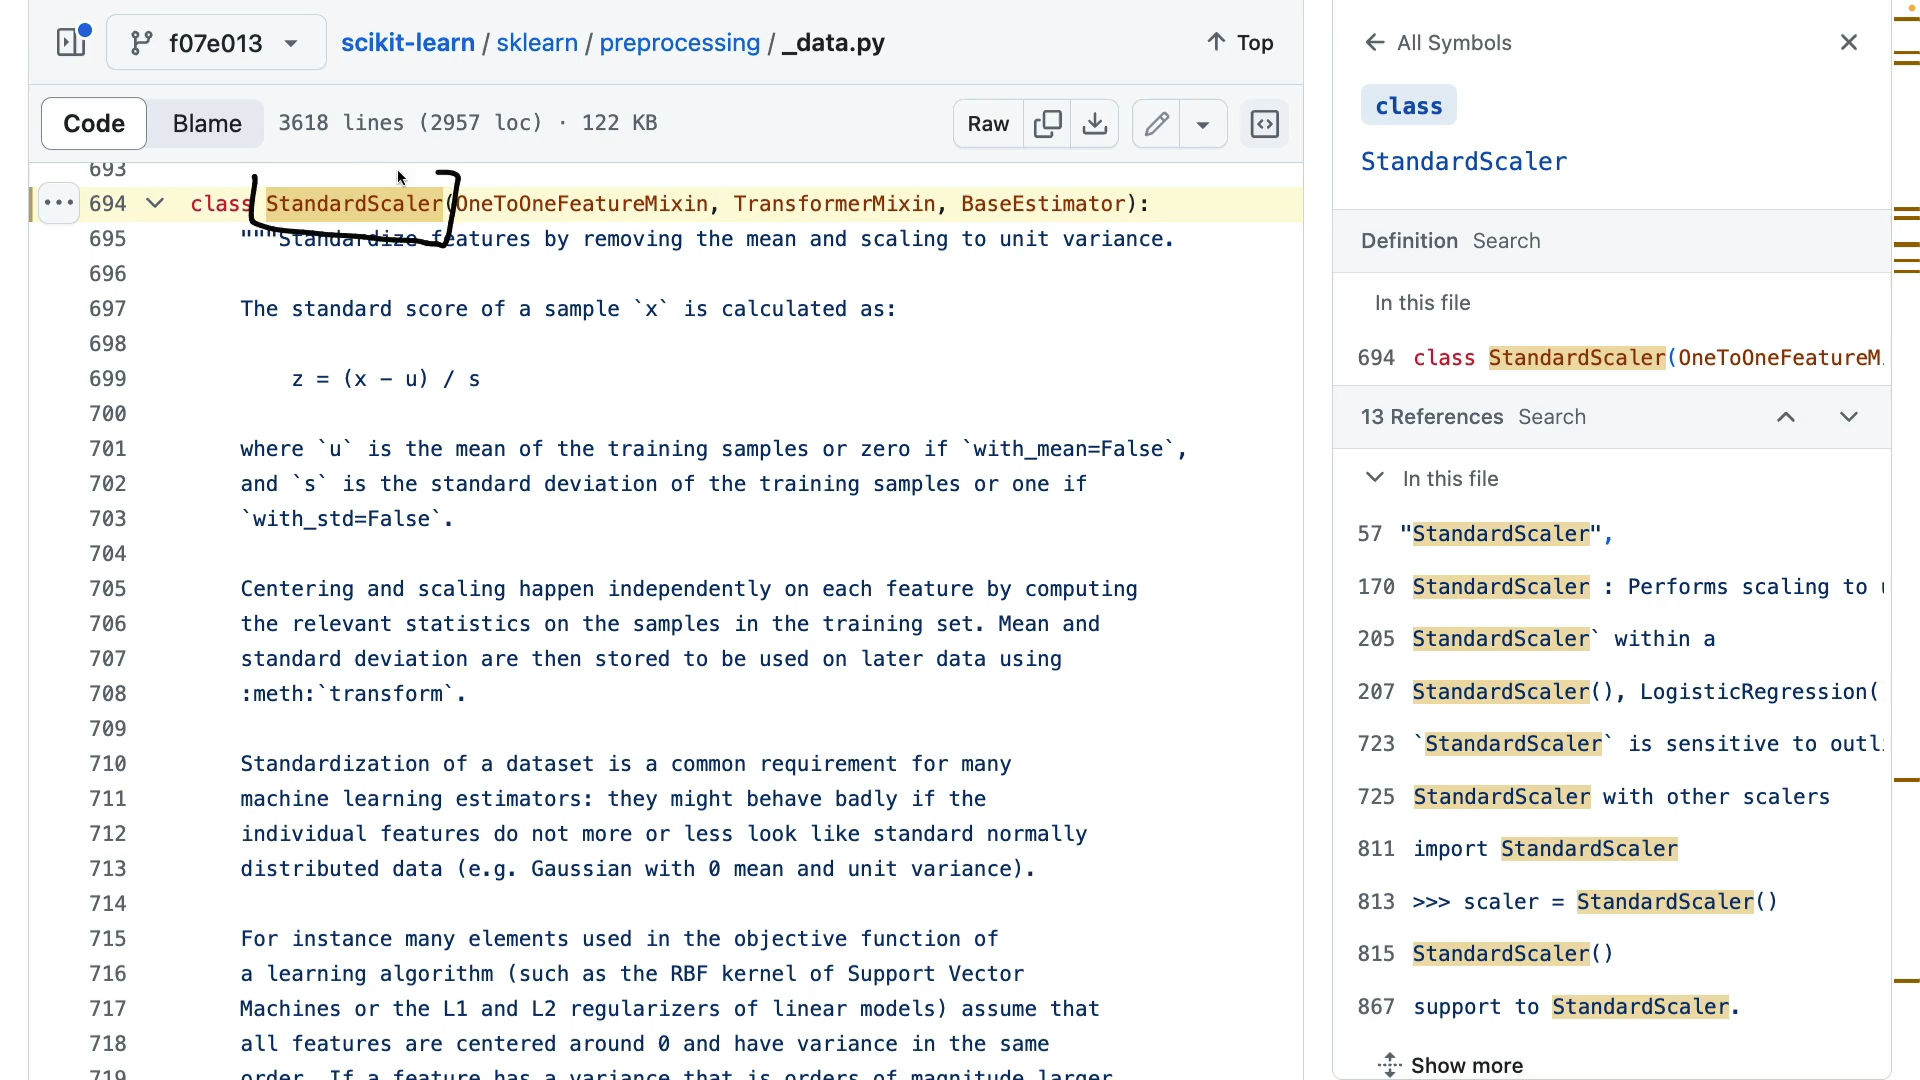 f07e013
scikit-learn / sklearn / preprocessing / _data.py
Top
Code
Blame
3618 lines (2957 loc) · 122 KB
Raw
693
694 class StandardScaler(OneToOneFeatureMixin, TransformerMixin, BaseEstimator):
695 """Standardize features by removing the mean and scaling to unit variance.
696
697 The standard score of a sample `x` is calculated as:
698
699 z = (x - u) / s
700
701 where `u` is the mean of the training samples or zero if `with_mean=False`,
702 and `s` is the standard deviation of the training samples or one if
703 `with_std=False`.
704
705 Centering and scaling happen independently on each feature by computing
706 the relevant statistics on the samples in the training set. Mean and
707 standard deviation are then stored to be used on later data using
708 :meth:`transform`.
709
710 Standardization of a dataset is a common requirement for many
711 machine learning estimators: they might behave badly if the
712 individual features do not more or less look like standard normally
713 distributed data (e.g. Gaussian with 0 mean and unit variance).
714
715 For instance many elements used in the objective function of
716 a learning algorithm (such as the RBF kernel of Support Vector
717 Machines or the L1 and L2 regularizers of linear models) assume that
718 all features are centered around 0 and have variance in the same
719 order. If a feature has a variance that is orders of magnitude larger
All Symbols
class
StandardScaler
Definition Search
In this file
694 class StandardScaler(OneToOneFeatureM
13 References Search
In this file
57 "StandardScaler",
170 StandardScaler : Performs scaling to
205 StandardScaler` within a
207 StandardScaler(), LogisticRegression(
723 `StandardScaler` is sensitive to outl
725 StandardScaler with other scalers
811 import StandardScaler
813 >>> scaler = StandardScaler()
815 StandardScaler()
867 support to StandardScaler.
Show more